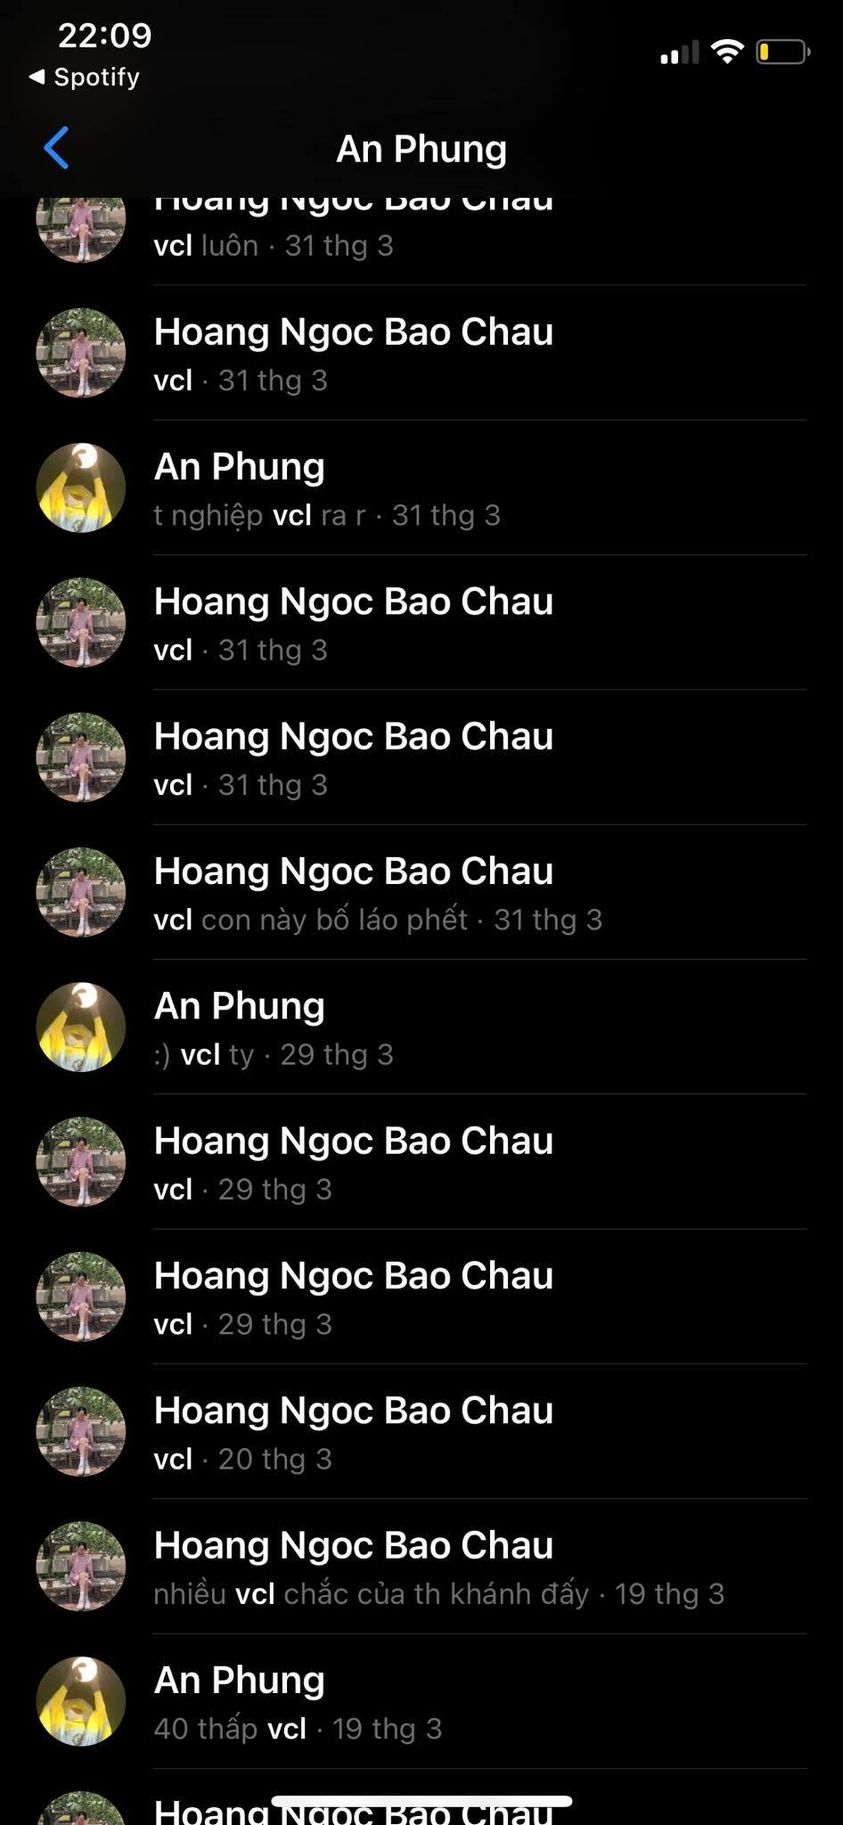 22:09
◀ Spotify
An Phung
Hoang Ngoc Bao Chau
vcl luôn · 31 thg 3
Hoang Ngoc Bao Chau
vcl · 31 thg 3
An Phung
t nghiệp vcl ra r · 31 thg 3
Hoang Ngoc Bao Chau
vcl · 31 thg 3
Hoang Ngoc Bao Chau
vcl · 31 thg 3
Hoang Ngoc Bao Chau
vcl con này bố láo phết · 31 thg 3
An Phung
:) vcl ty · 29 thg 3
Hoang Ngoc Bao Chau
vcl · 29 thg 3
Hoang Ngoc Bao Chau
vcl · 29 thg 3
Hoang Ngoc Bao Chau
vcl · 20 thg 3
Hoang Ngoc Bao Chau
nhiều vcl chắc của th khánh đấy · 19 thg 3
An Phung
40 thấp vcl · 19 thg 3
Hoang Ngoc Bao Chau